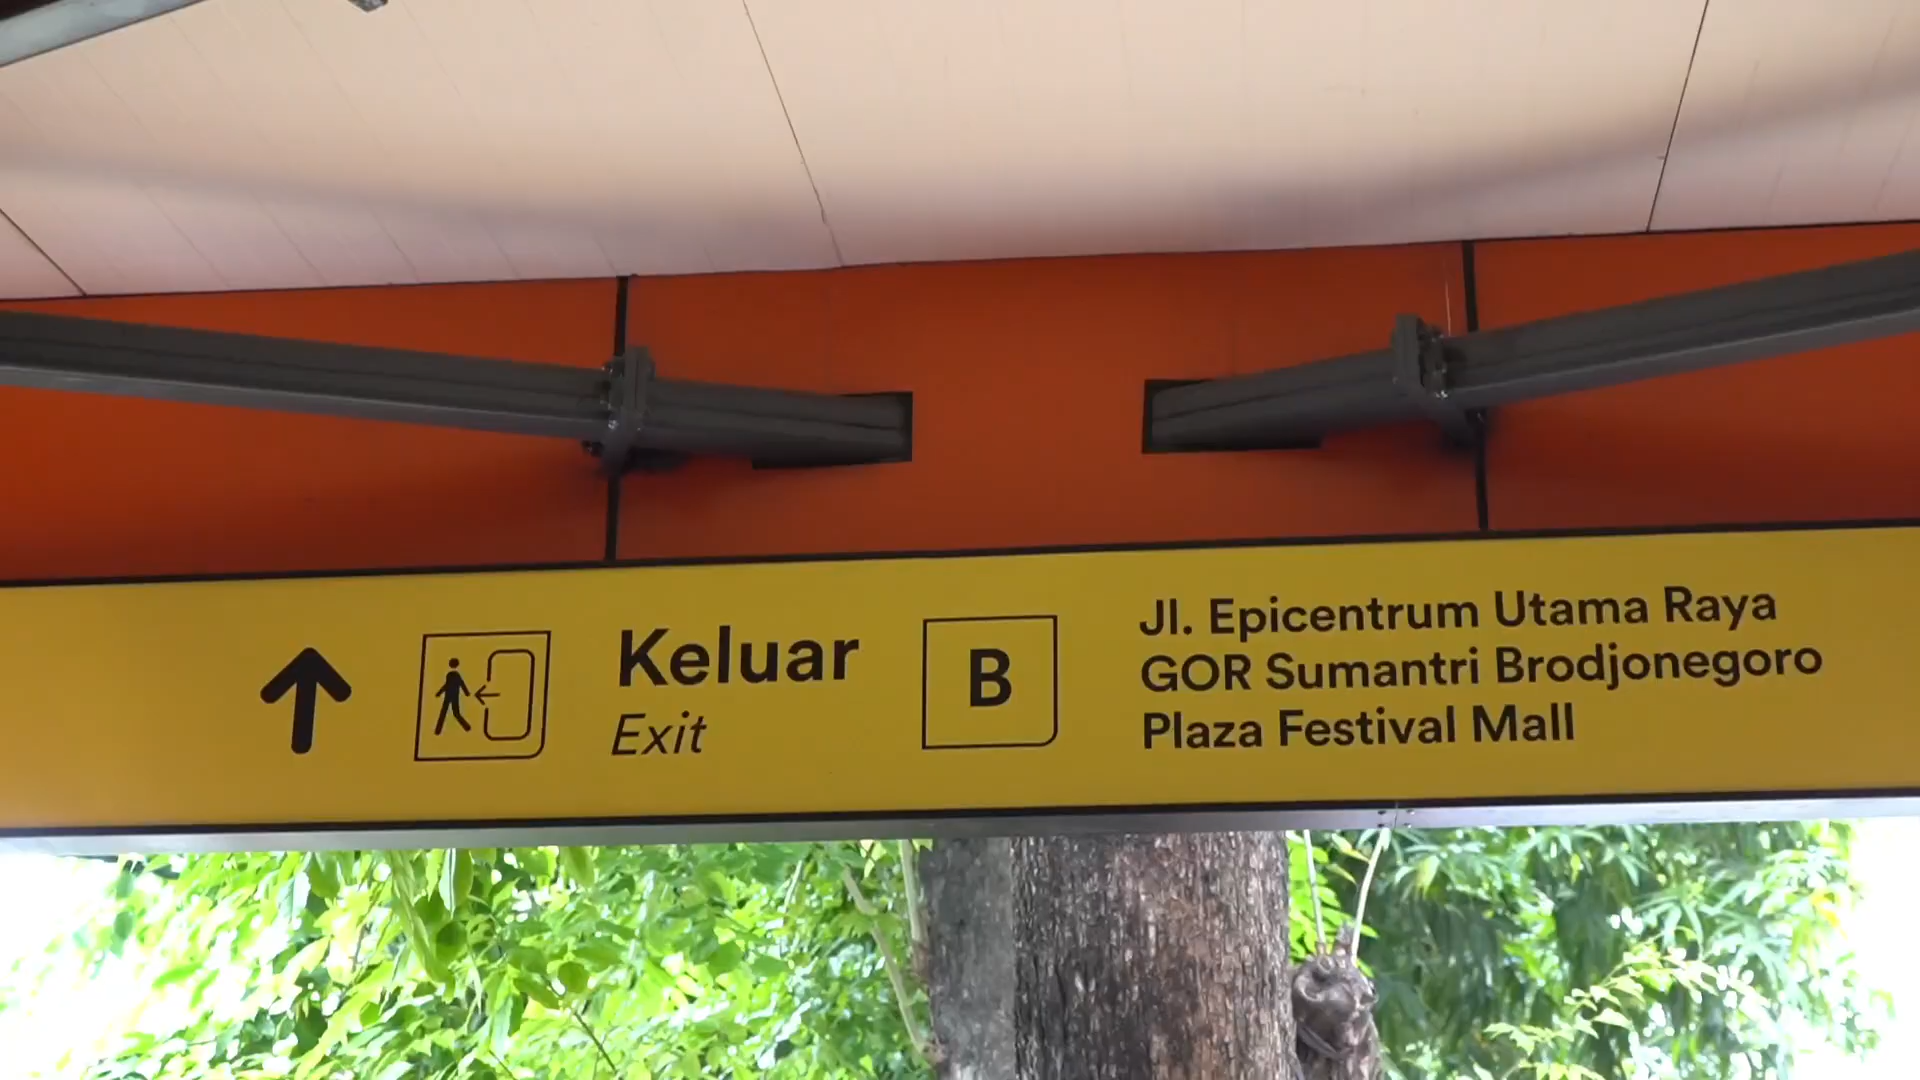 Keluar
Exit
B
Jl. Epicentrum Utama Raya
GOR Sumantri Brodjonegoro
Plaza Festival Mall